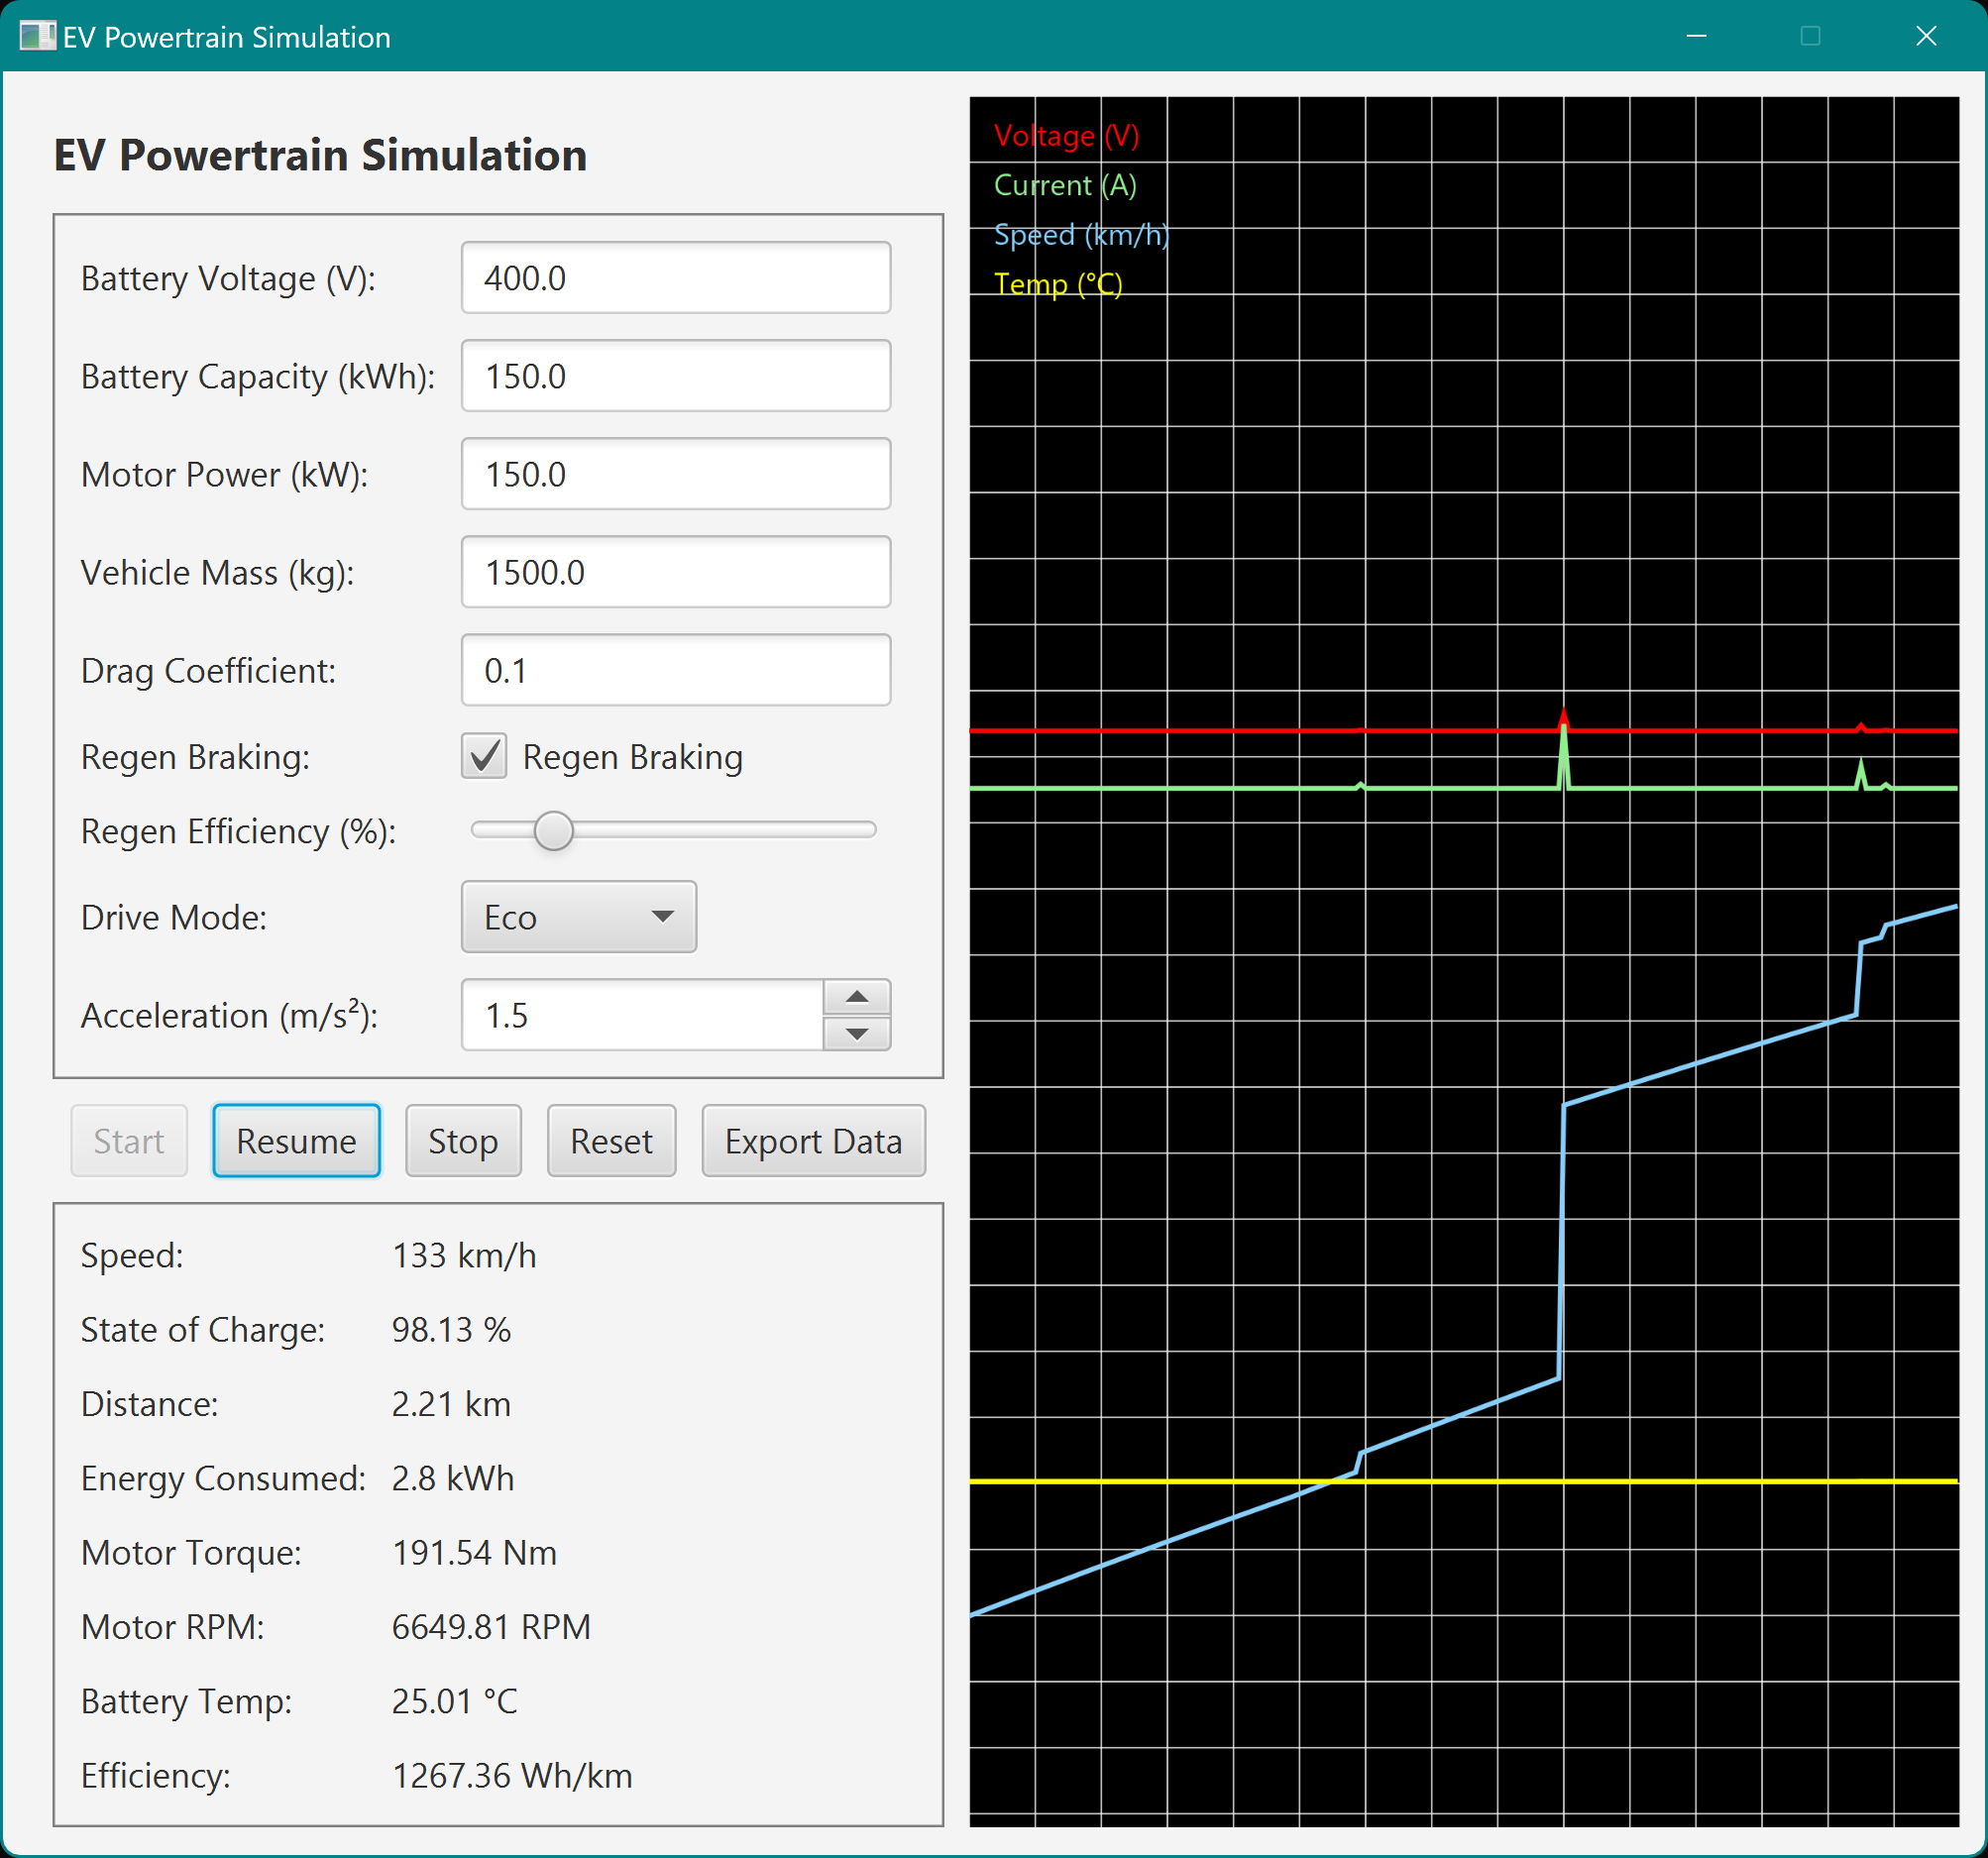 EV Powertrain Simulation
EV Powertrain Simulation
Battery Voltage (V): 400.0
Battery Capacity (kWh): 150.0
Motor Power (kW): 150.0
Vehicle Mass (kg): 1500.0
Drag Coefficient: 0.1
Regen Braking: Regen Braking
Regen Efficiency (%):
Drive Mode: Eco
Acceleration (m/s²): 1.5
Start Resume Stop Reset Export Data
Speed: 133 km/h
State of Charge: 98.13 %
Distance: 2.21 km
Energy Consumed: 2.8 kWh
Motor Torque: 191.54 Nm
Motor RPM: 6649.81 RPM
Battery Temp: 25.01 °C
Efficiency: 1267.36 Wh/km
Voltage (V)
Current (A)
Speed (km/h)
Temp (°C)